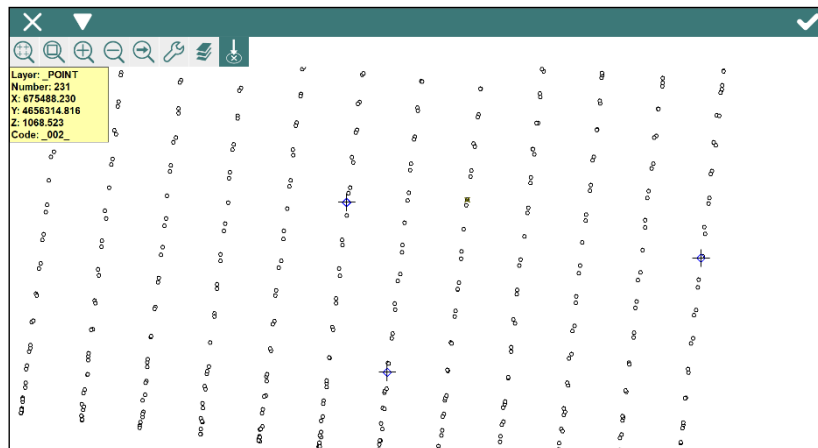 Layer: _POINT
Number: 231
X: 675488.230
Y: 4656314.816
Z: 1068.523
Code: _002_